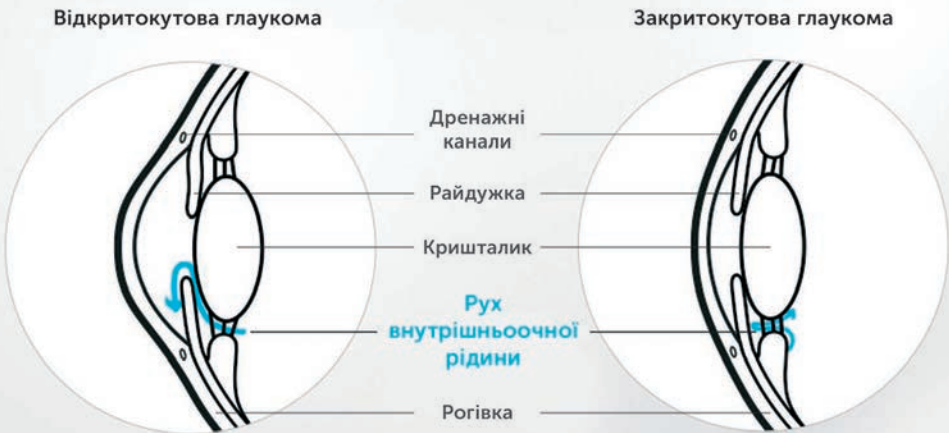 Відкритокутова глаукома
Закритокутова глаукома
Дренажні
канали
Райдужка
Кришталик
Рух
внутрішньоочної
рідини
Рогівка